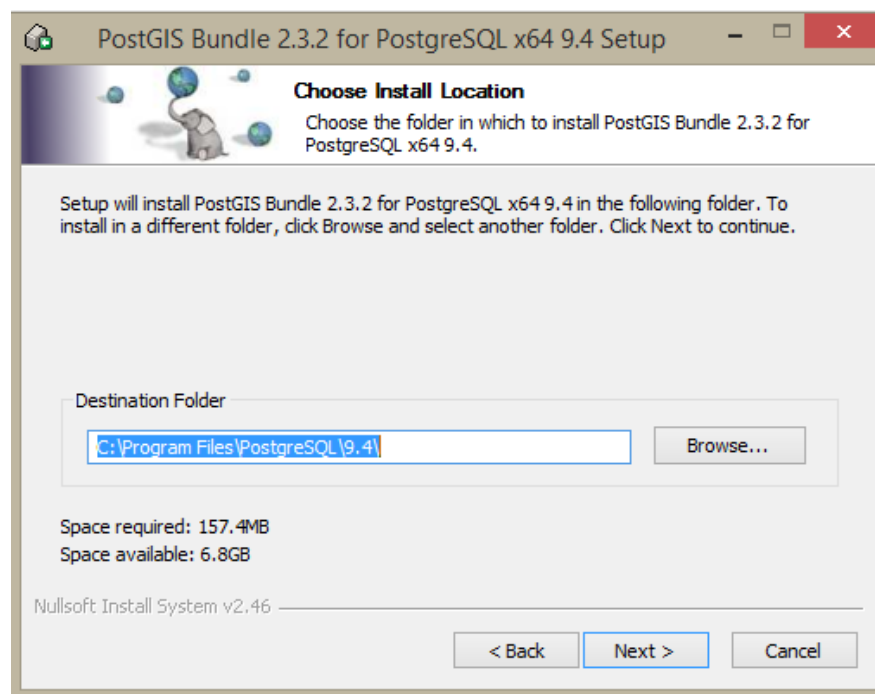 PostGIS Bundle 2.3.2 for PostgreSQL x64 9.4 Setup
Choose Install Location
Choose the folder in which to install PostGIS Bundle 2.3.2 for
PostgreSQL x64 9.4.
Setup will install PostGIS Bundle 2.3.2 for PostgreSQL x64 9.4 in the following folder. To
install in a different folder, click Browse and select another folder. Click Next to continue.
Destination Folder
C:\Program Files\PostgreSQL\9.4\
Browse...
Space required: 157.4MB
Space available: 6.8GB
Nullsoft Install System v2.46
< Back
Next >
Cancel